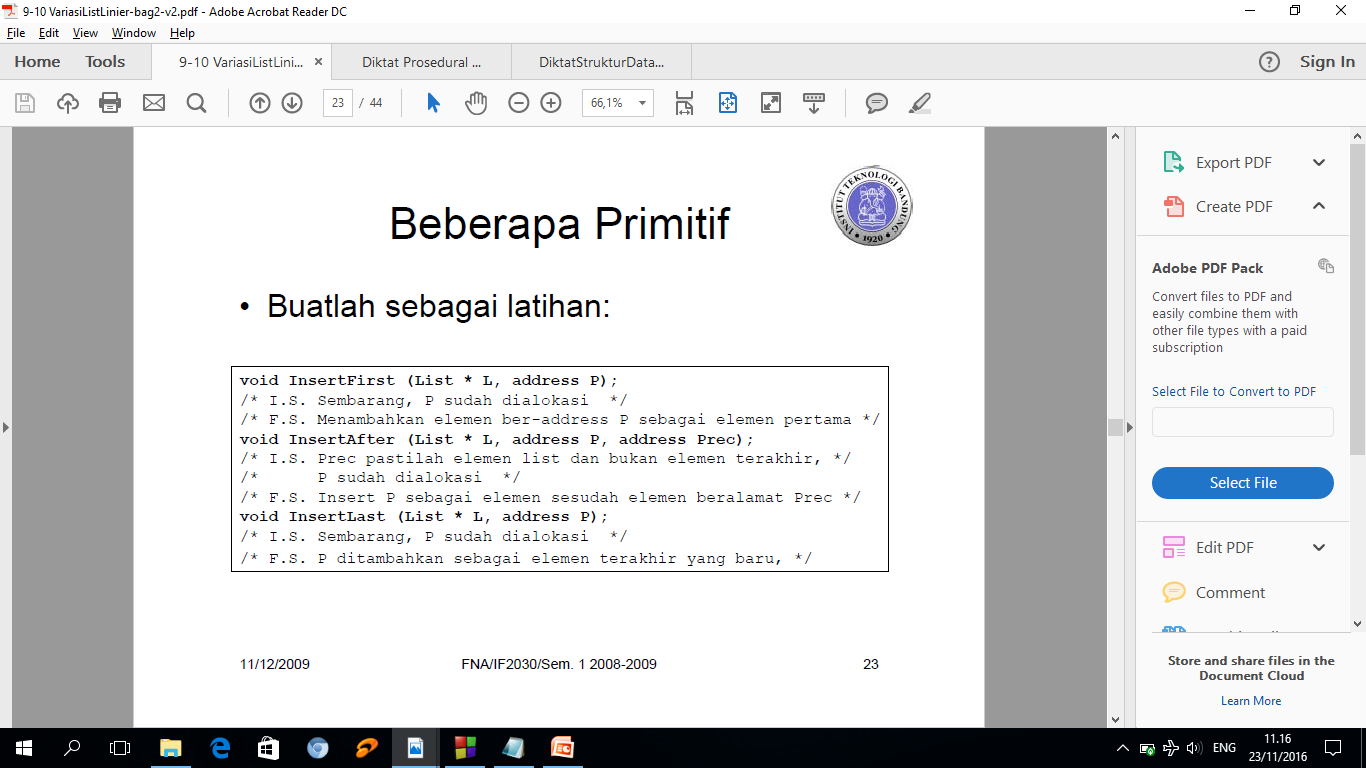 9-10 VariasiListLinier-bag2-v2.pdf - Adobe Acrobat Reader DC
File Edit View Window Help
Home Tools 9-10 VariasiListLini... × Diktat Prosedural ... DiktatStrukturData... ? Sign In
23 / 44 66,1%
INSTITUT TEKNOLOGI BANDUNG
• 1920 •
Beberapa Primitif
• Buatlah sebagai latihan:
void InsertFirst (List * L, address P);
/* I.S. Sembarang, P sudah dialokasi */
/* F.S. Menambahkan elemen ber-address P sebagai elemen pertama */
void InsertAfter (List * L, address P, address Prec);
/* I.S. Prec pastilah elemen list dan bukan elemen terakhir, */
/* P sudah dialokasi */
/* F.S. Insert P sebagai elemen sesudah elemen beralamat Prec */
void InsertLast (List * L, address P);
/* I.S. Sembarang, P sudah dialokasi */
/* F.S. P ditambahkan sebagai elemen terakhir yang baru, */
11/12/2009 FNA/IF2030/Sem. 1 2008-2009 23
Export PDF
Create PDF
Adobe PDF Pack
Convert files to PDF and
easily combine them with
other file types with a paid
subscription
Select File to Convert to PDF
Select File
Edit PDF
Comment
Store and share files in the
Document Cloud
Learn More
ENG
11.16
23/11/2016